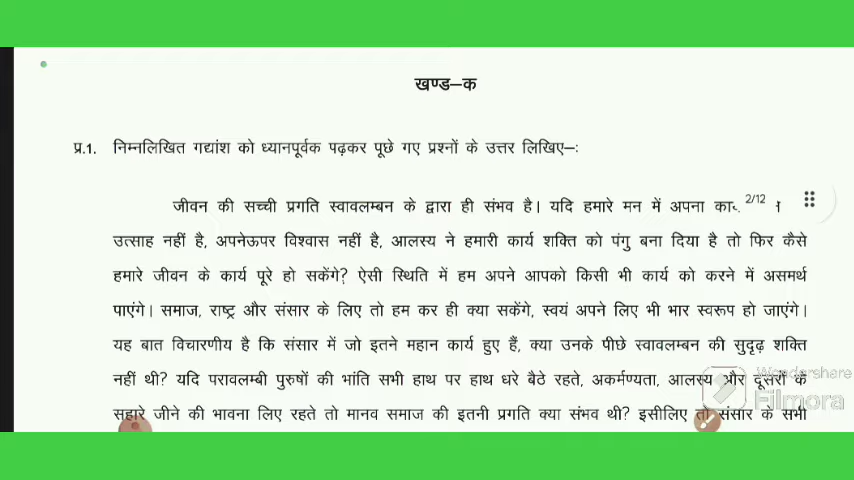 खण्ड–क
प्र.1. निम्नलिखित गद्यांश को ध्यानपूर्वक पढ़कर पूछे गए प्रश्नों के उत्तर लिखिए–:
जीवन की सच्ची प्रगति स्वावलम्बन के द्वारा ही संभव है। यदि हमारे मन में अपना
2/12
उत्साह नहीं है, अपनेऊपर विश्वास नहीं है, आलस्य ने हमारी कार्य शक्ति को पंगु बना दिया है तो फिर कैसे
हमारे जीवन के कार्य पूरे हो सकेंगे? ऐसी स्थिति में हम अपने आपको किसी भी कार्य को करने में असमर्थ
पाएंगे। समाज, राष्ट्र और संसार के लिए तो हम कर ही क्या सकेंगे, स्वयं अपने लिए भी भार स्वरूप हो जाएंगे।
यह बात विचारणीय है कि संसार में जो इतने महान कार्य हुए हैं, क्या उनके पीछे स्वावलम्बन की सुदृढ़ शक्ति
नहीं थी? यदि परावलम्बी पुरुषों की भांति सभी हाथ पर हाथ धरे बैठे रहते, अकर्मण्यता, आलस्य और दूसरों के
Wondershare
Filmora
सहारे जीने की भावना लिए रहते तो मानव समाज की इतनी प्रगति क्या संभव थी? इसीलिए तो संसार के सभी